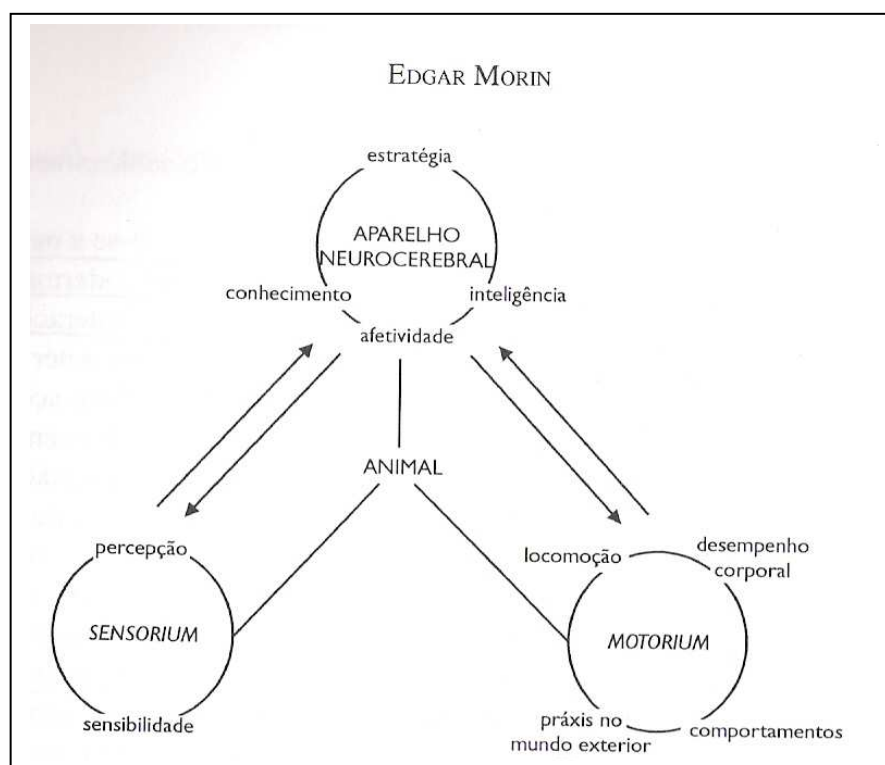 EDGAR MORIN
estratégia
APARELHO
NEUROCEREBRAL
conhecimento
inteligência
afetividade
ANIMAL
percepção
SENSORIUM
sensibilidade
locomoção
desempenho
corporal
MOTORIUM
práxis no
mundo exterior
comportamentos